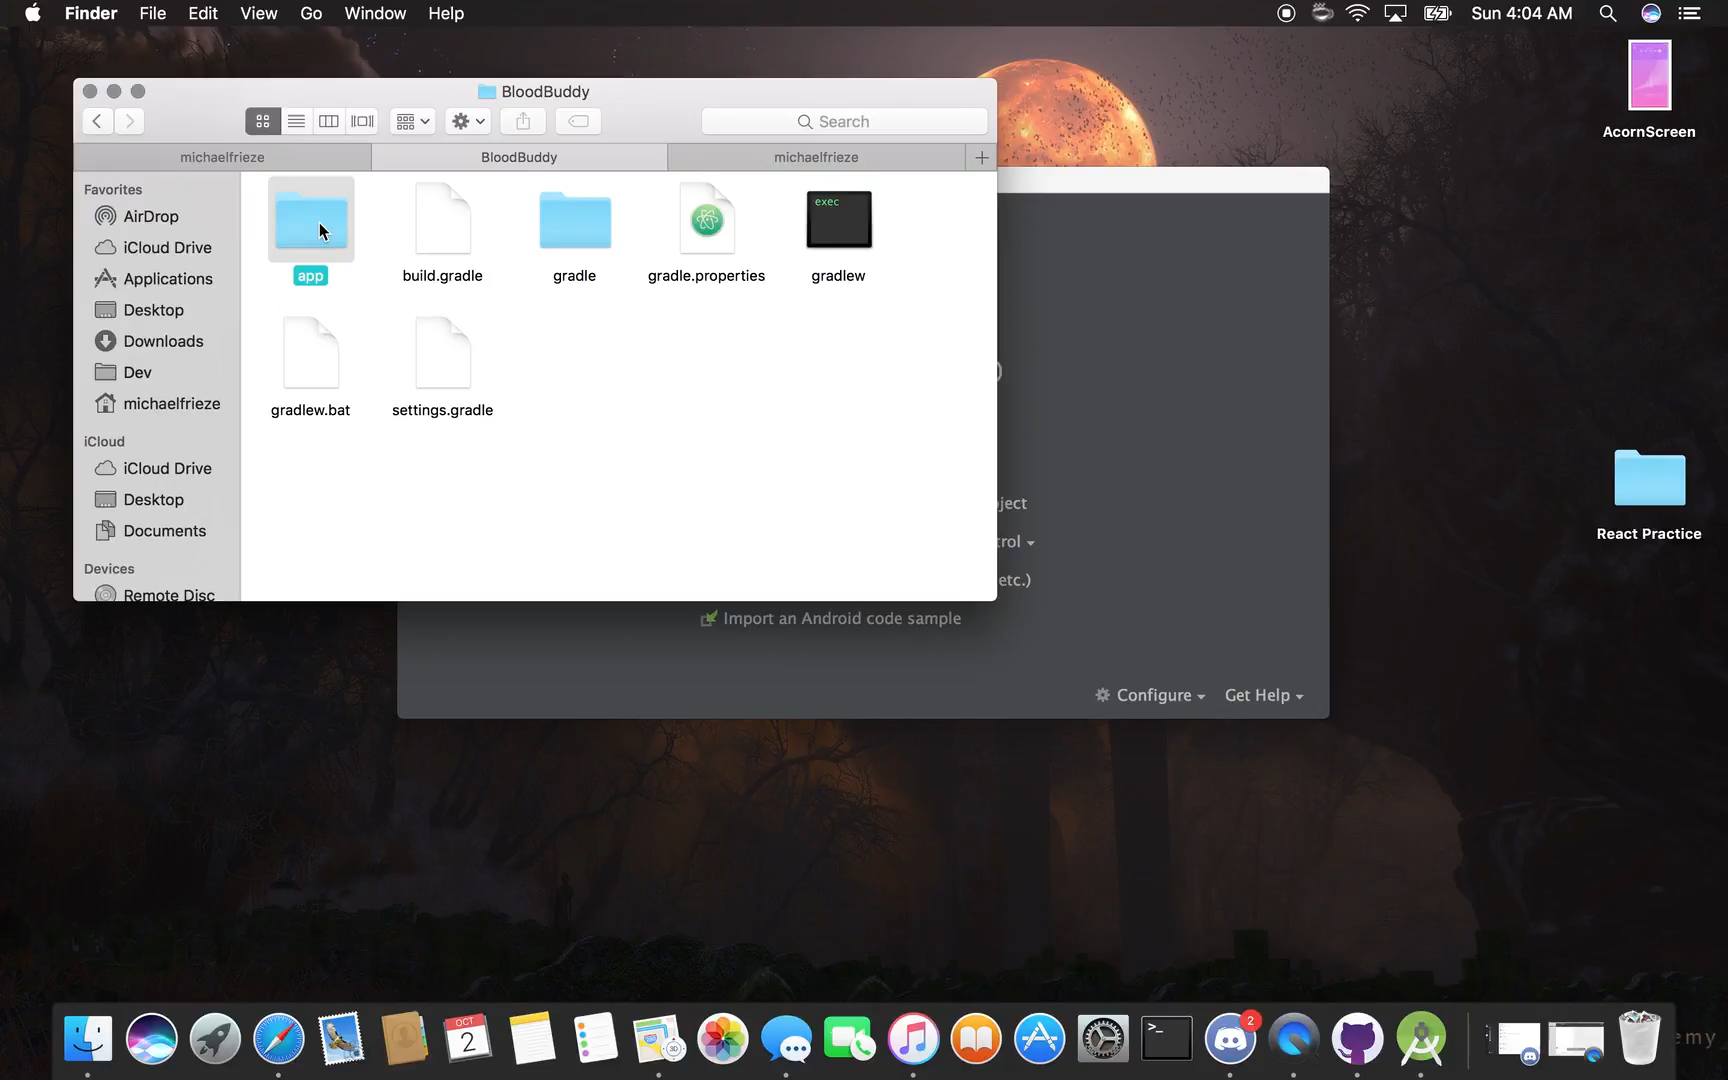 Finder File Edit View Go Window Help
Sun 4:04 AM
BloodBuddy
Search
michaelfrieze BloodBuddy michaelfrieze
Favorites
AirDrop
iCloud Drive
Applications
Desktop
Downloads
Dev
michaelfrieze
iCloud
iCloud Drive
Desktop
Documents
Devices
Remote Disc
exec
app build.gradle gradle gradle.properties gradlew
gradlew.bat settings.gradle
ject
trol
etc.)
Import an Android code sample
Configure Get Help
AcornScreen
React Practice
OCT
2
3D
>_
2
emy